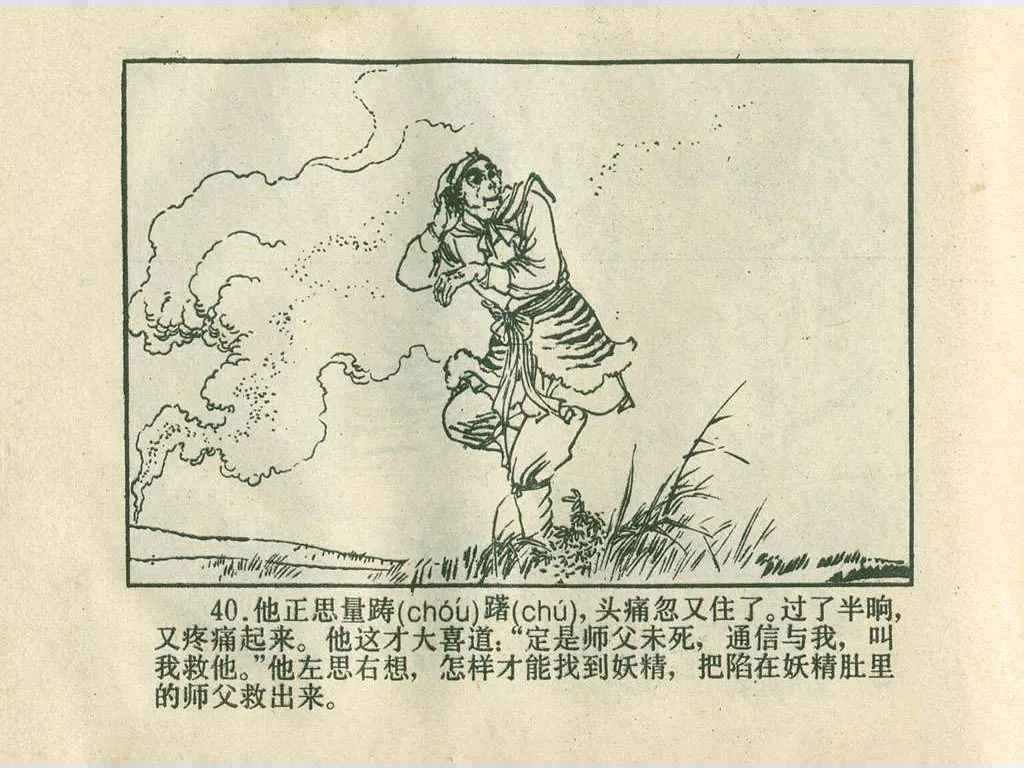 40.他正思量踌(chóu)躇(chú)，头痛忽又住了。过了半晌，
又疼痛起来。他这才大喜道：“定是师父未死，通信与我，叫
我救他。”他左思右想，怎样才能找到妖精，把陷在妖精肚里
的师父救出来。